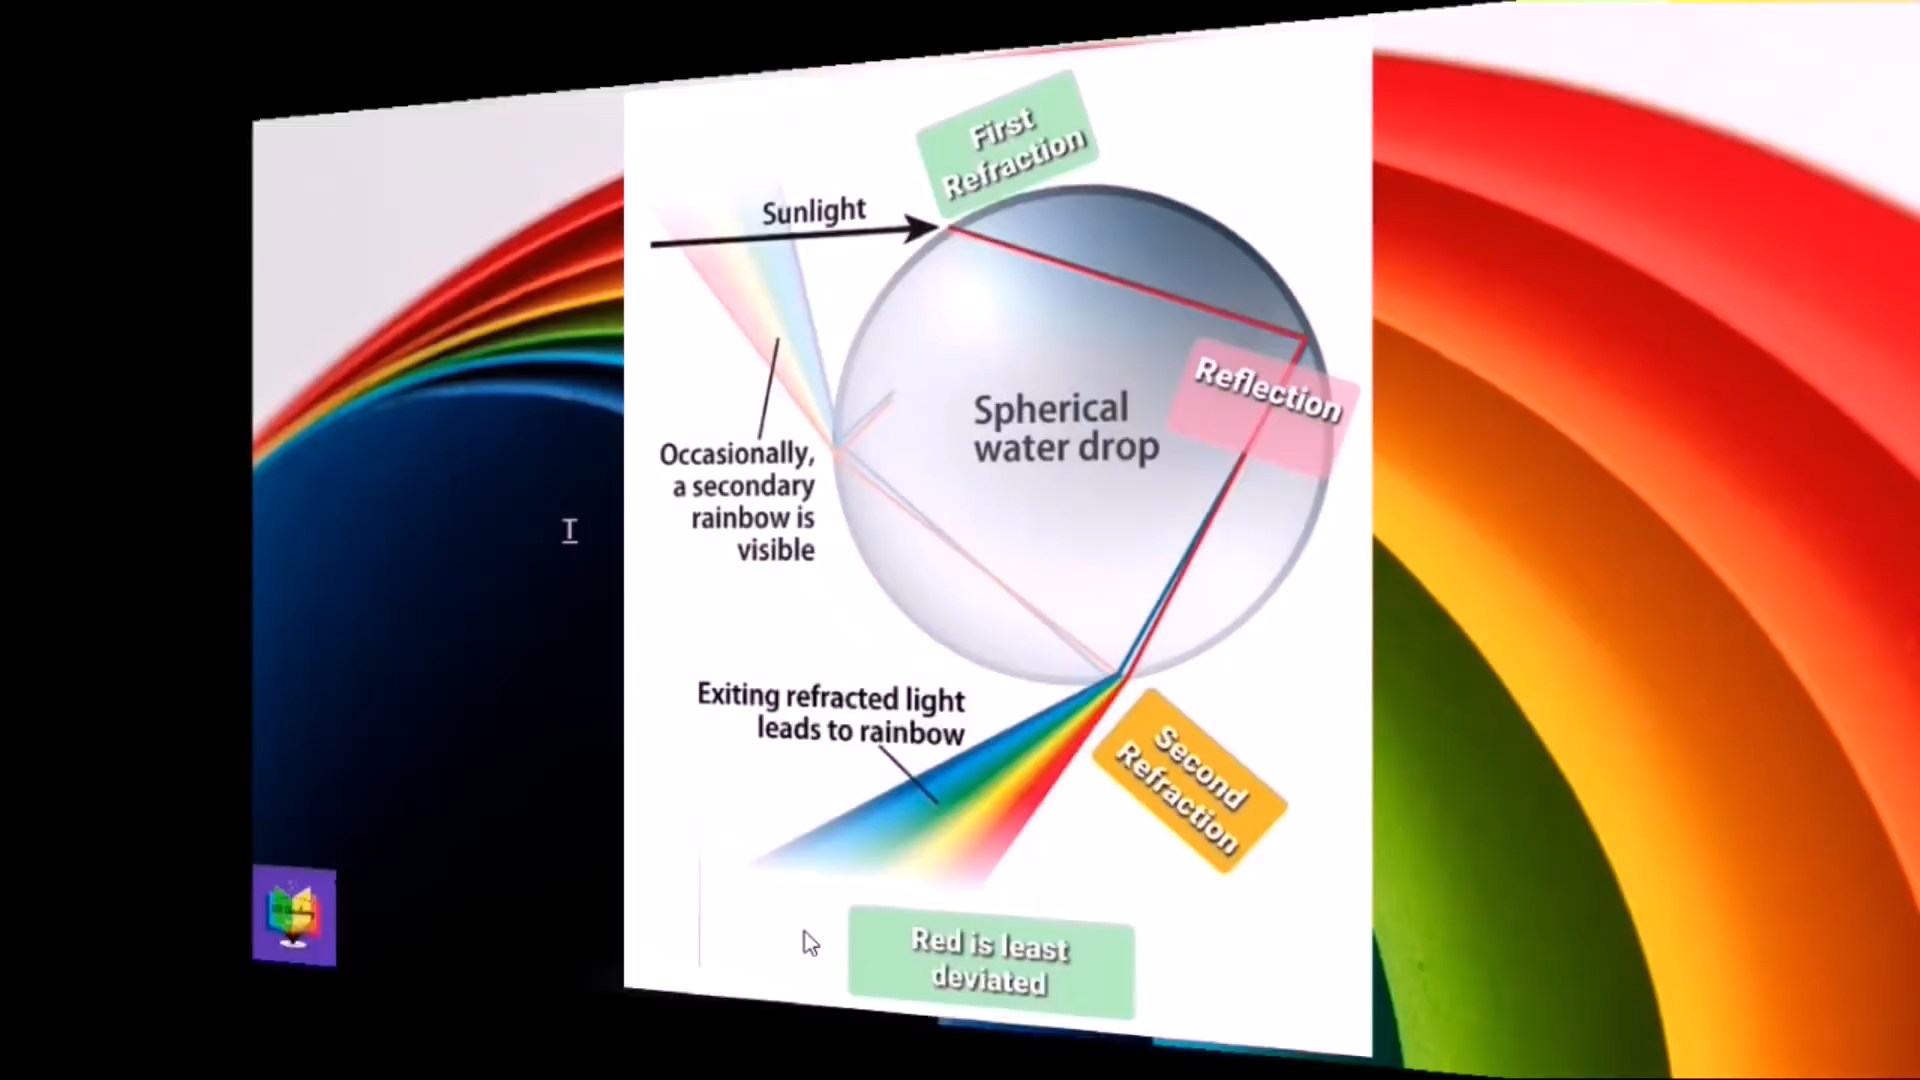 First
Refraction
Sunlight
Reflection
Spherical
water drop
Occasionally,
a secondary
rainbow is
visible
T
Exiting refracted light
leads to rainbow
Second
Refraction
Red is least
deviated